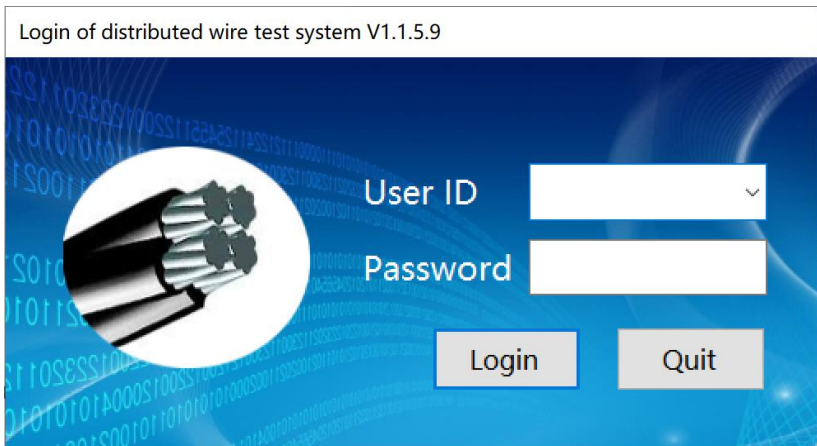 Login of distributed wire test system V1.1.5.9
User ID
Password
Login
Quit